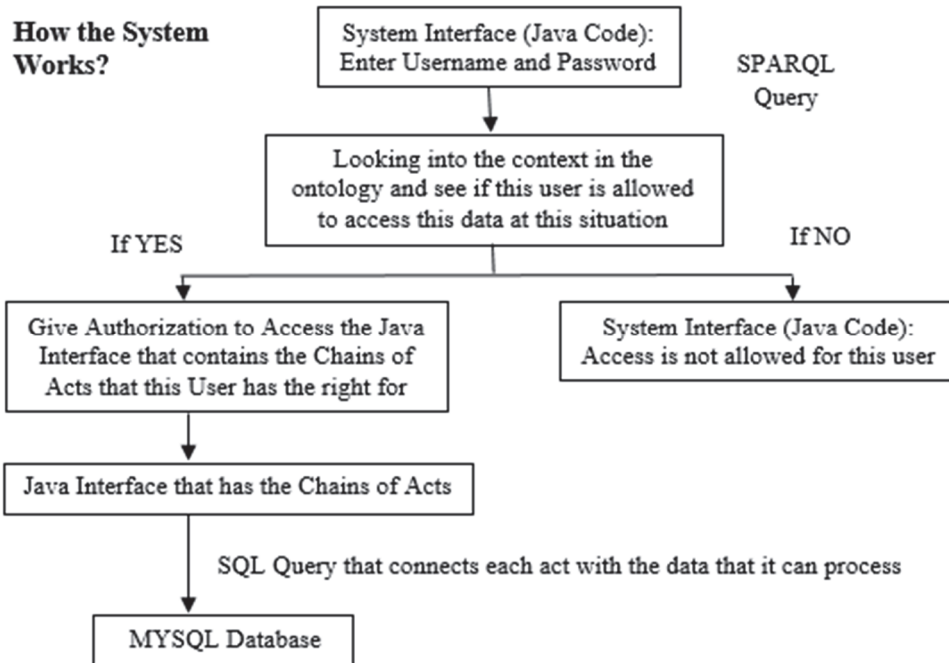 How the System
Works?
System Interface (Java Code):
Enter Username and Password
SPARQL
Query
Looking into the context in the
ontology and see if this user is allowed
to access this data at this situation
If YES
If NO
Give Authorization to Access the Java
Interface that contains the Chains of
Acts that this User has the right for
System Interface (Java Code):
Access is not allowed for this user
Java Interface that has the Chains of Acts
SQL Query that connects each act with the data that it can process
MYSQL Database